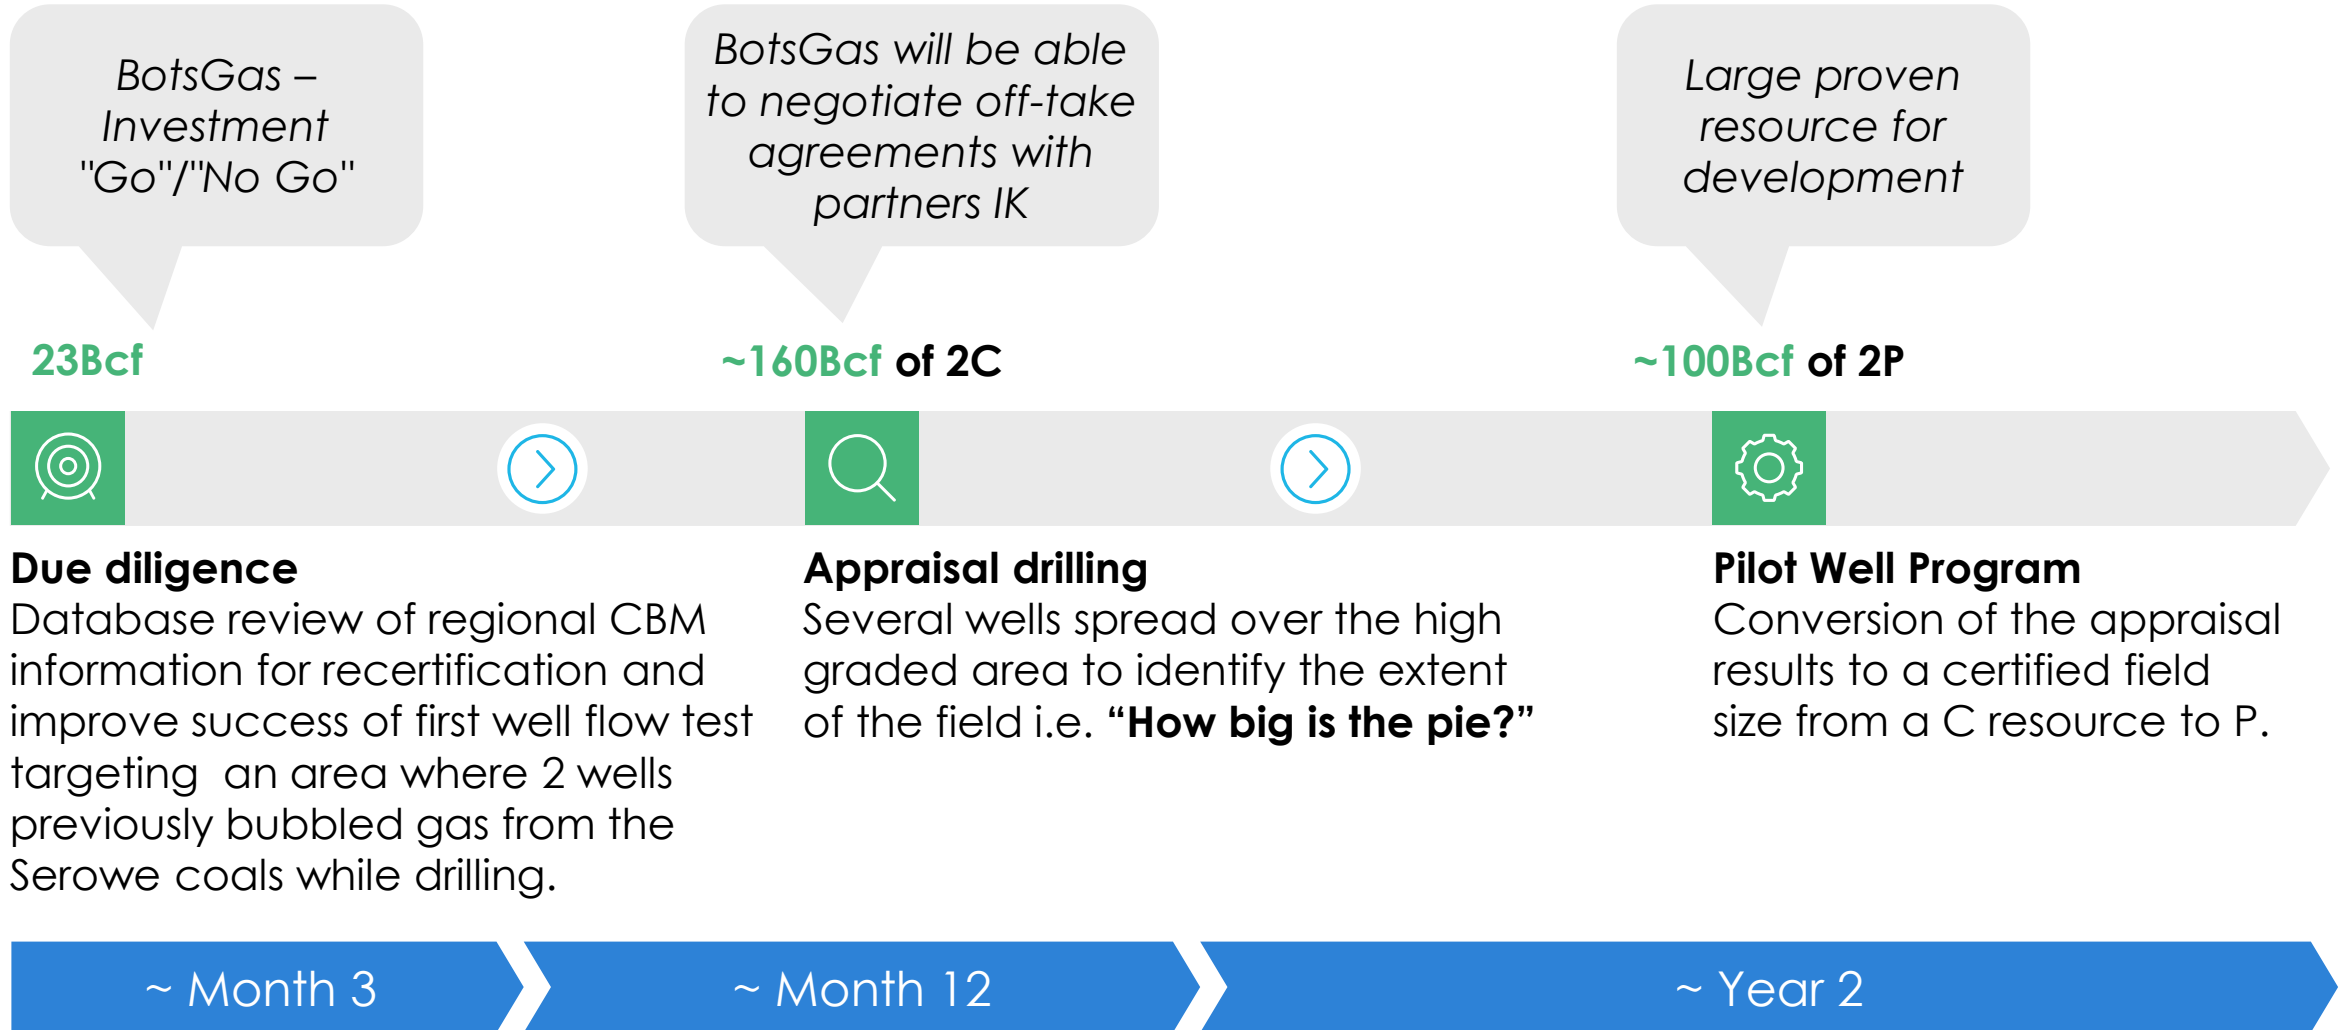 BotsGas –
Investment
"Go"/"No Go"
BotsGas will be able
to negotiate off-take
agreements with
partners IK
Large proven
resource for
development
23Bcf
~160Bcf of 2C
~100Bcf of 2P
Due diligence
Database review of regional CBM
information for recertification and
improve success of first well flow test
targeting  an area where 2 wells
previously bubbled gas from the
Serowe coals while drilling.
Appraisal drilling
Several wells spread over the high
graded area to identify the extent
of the field i.e. “How big is the pie?”
Pilot Well Program
Conversion of the appraisal
results to a certified field
size from a C resource to P.
~ Month 3
~ Month 12
~ Year 2